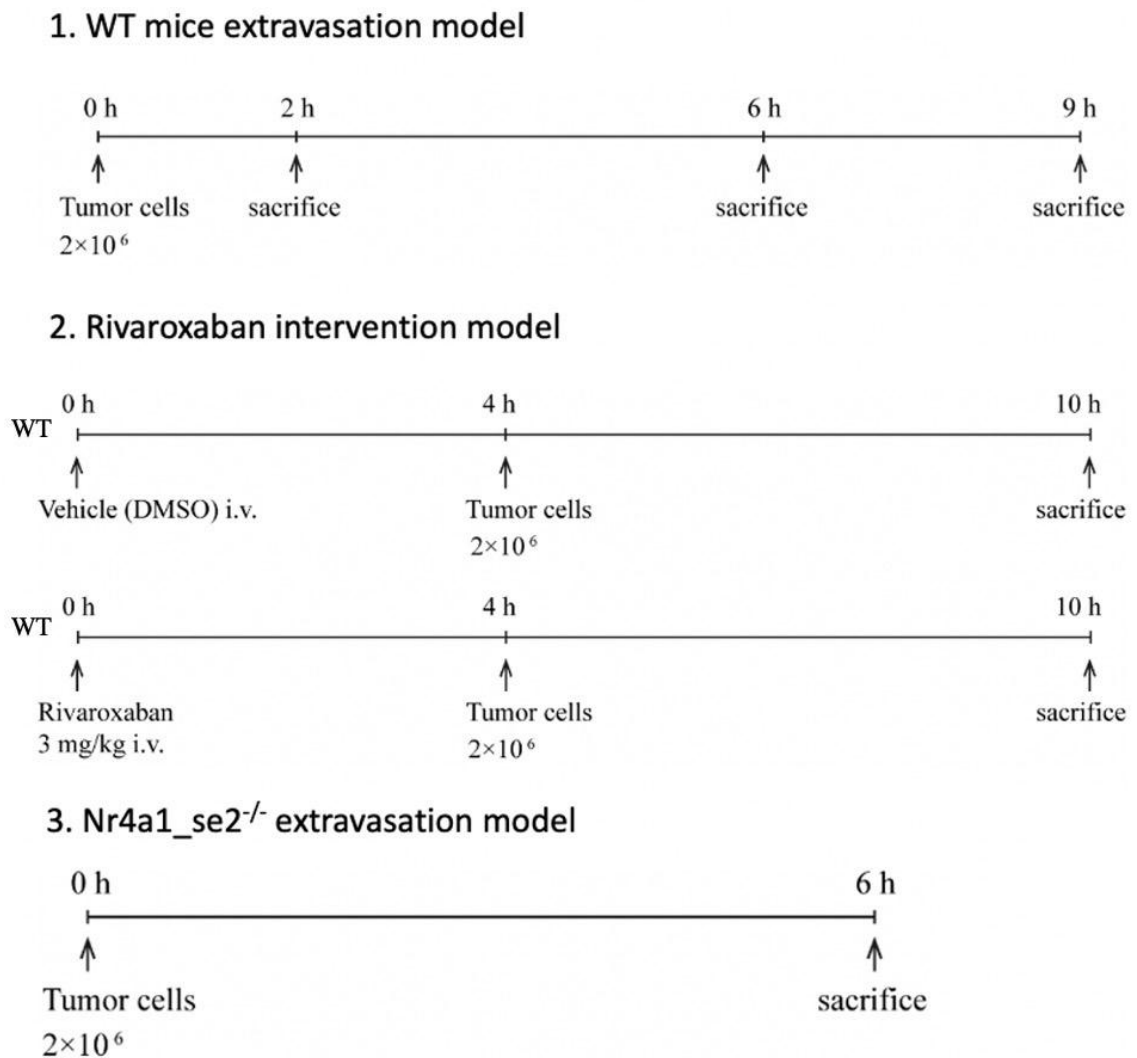 1. WT mice extravasation model
0 h 2 h 6 h 9 h
Tumor cells sacrifice sacrifice sacrifice
2×10⁶
2. Rivaroxaban intervention model
0 h 4 h 10 h
WT
Vehicle (DMSO) i.v. Tumor cells sacrifice
2×10⁶
0 h 4 h 10 h
WT
Rivaroxaban Tumor cells sacrifice
3 mg/kg i.v. 2×10⁶
3. Nr4a1_se2⁻/⁻ extravasation model
0 h 6 h
Tumor cells sacrifice
2×10⁶